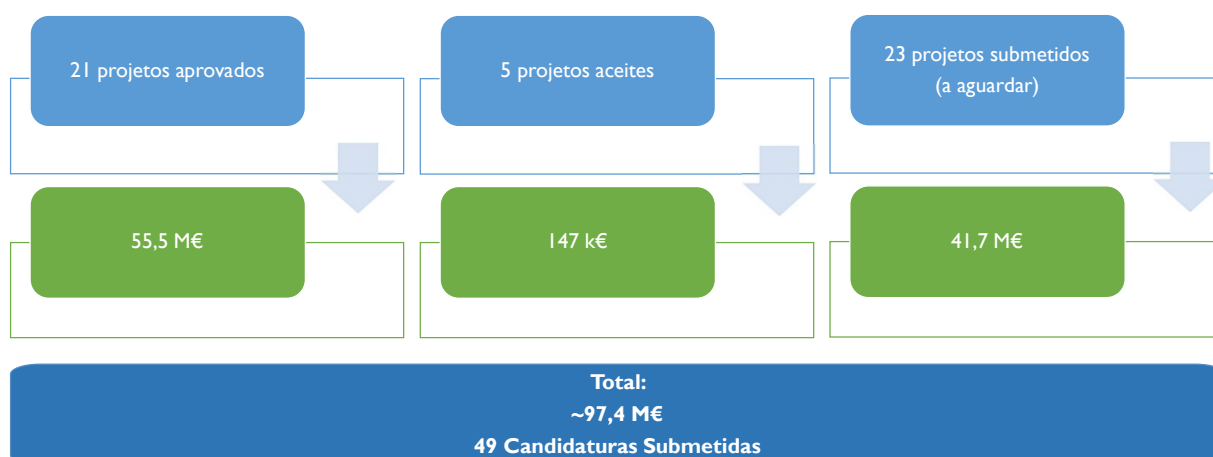 21 projetos aprovados
5 projetos aceites
23 projetos submetidos
(a aguardar)
55,5 M€
147 k€
41,7 M€
Total:
~97,4 M€
49 Candidaturas Submetidas